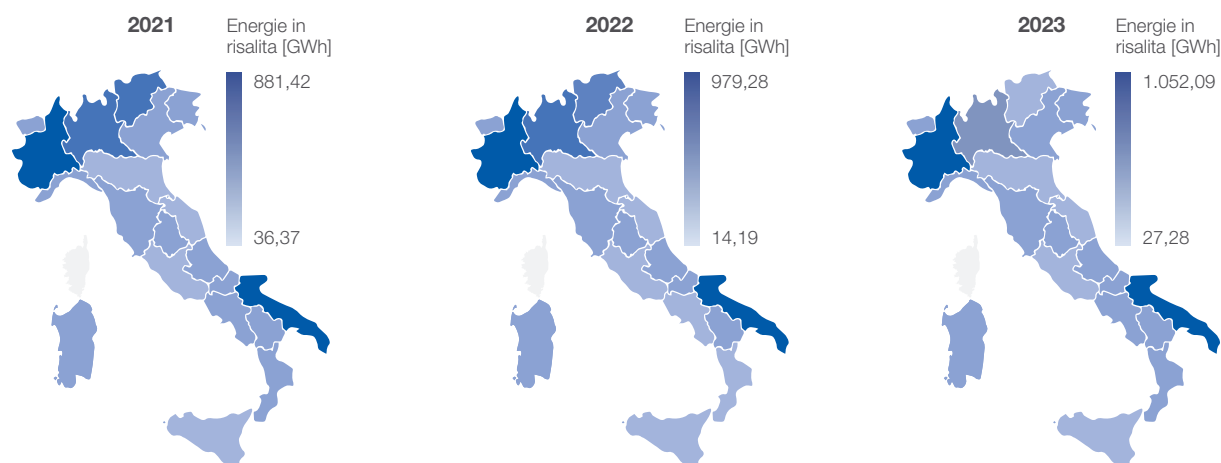 2021
Energie in
risalita [GWh]
881,42
36,37
2022
Energie in
risalita [GWh]
979,28
14,19
2023
Energie in
risalita [GWh]
1.052,09
27,28